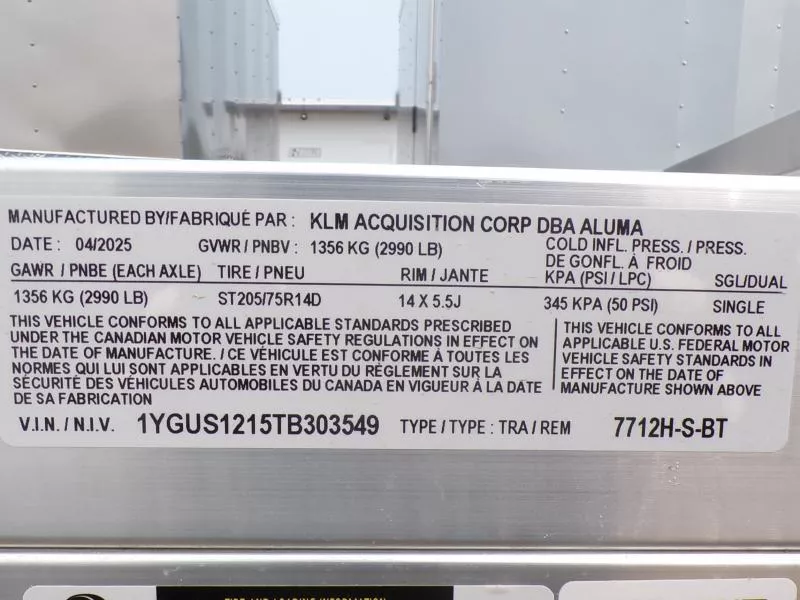 MANUFACTURED BY/FABRIQUÉ PAR : KLM ACQUISITION CORP DBA ALUMA
DATE : 04/2025 GVWR / PNBV : 1356 KG (2990 LB) COLD INFL. PRESS. / PRESS.
DE GONFL. À FROID
GAWR / PNBE (EACH AXLE) TIRE / PNEU RIM / JANTE KPA (PSI / LPC) SGL/DUAL
1356 KG (2990 LB) ST205/75R14D 14 X 5.5J 345 KPA (50 PSI) SINGLE
THIS VEHICLE CONFORMS TO ALL APPLICABLE STANDARDS PRESCRIBED
UNDER THE CANADIAN MOTOR VEHICLE SAFETY REGULATIONS IN EFFECT ON
THE DATE OF MANUFACTURE. / CE VÉHICULE EST CONFORME À TOUTES LES
NORMES QUI LUI SONT APPLICABLES EN VERTU DU RÈGLEMENT SUR LA
SÉCURITÉ DES VÉHICULES AUTOMOBILES DU CANADA EN VIGUEUR À LA DATE
DE SA FABRICATION
THIS VEHICLE CONFORMS TO ALL
APPLICABLE U.S. FEDERAL MOTOR
VEHICLE SAFETY STANDARDS IN
EFFECT ON THE DATE OF
MANUFACTURE SHOWN ABOVE
V.I.N. / N.I.V. 1YGUS1215TB303549 TYPE / TYPE : TRA / REM 7712H-S-BT
TIRE AND LOADING INFORMATION